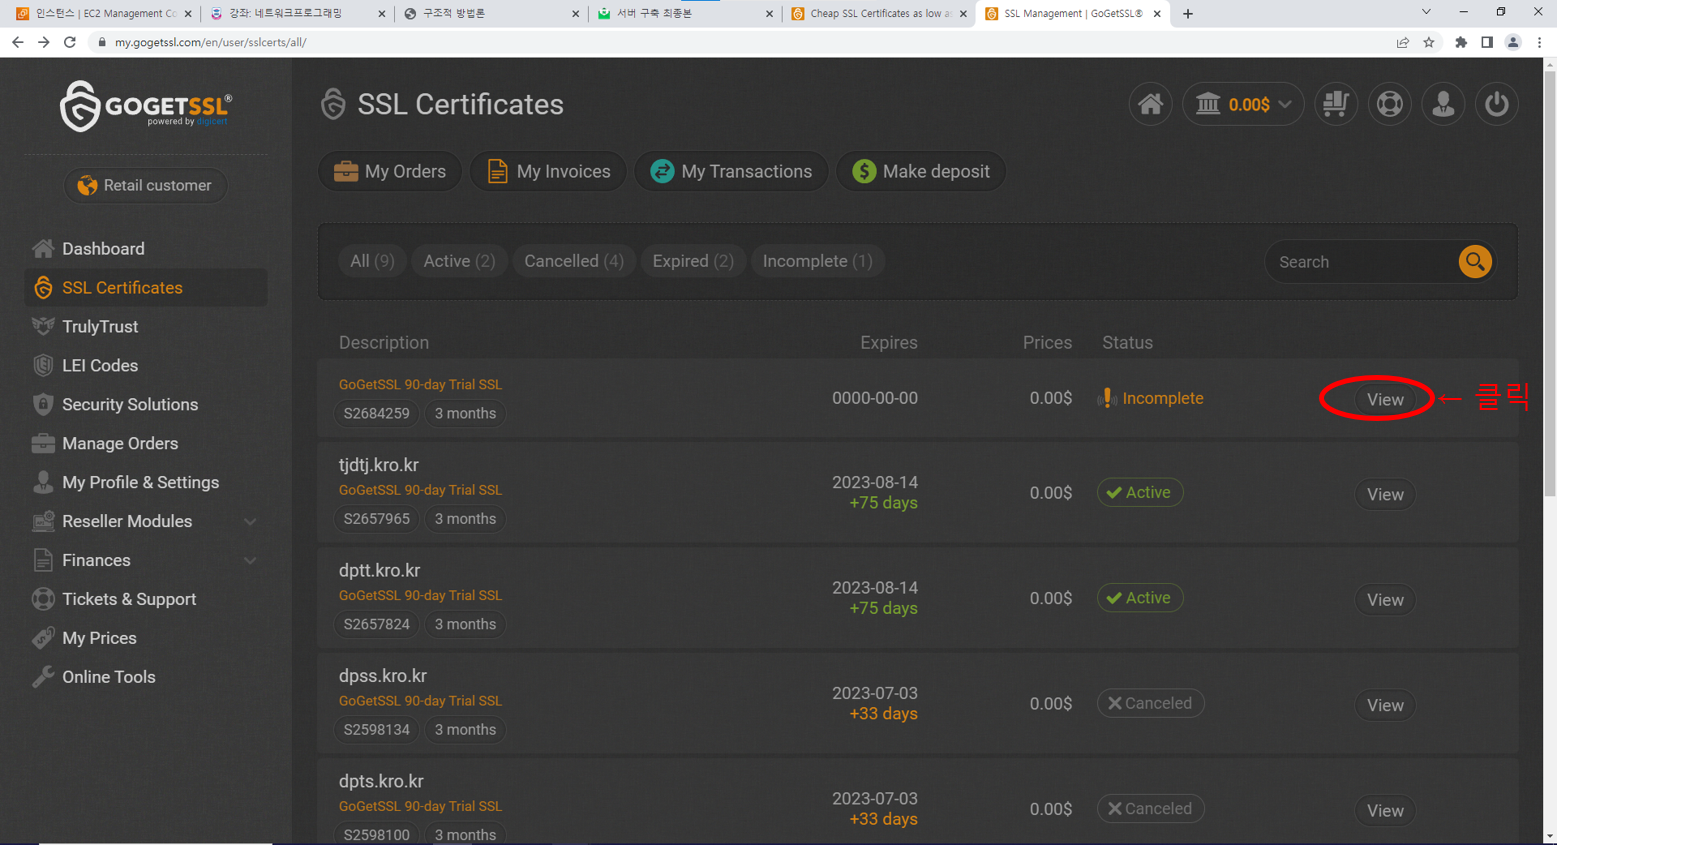 인스턴스 | EC2 Management Co
강좌: 네트워크프로그래밍
구조적 방법론
서버 구축 최종본
Cheap SSL Certificates as low as
SSL Management | GoGetSSL®
my.gogetssl.com/en/user/sslcerts/all/
GOGETSSL®
powered by digicert
Retail customer
Dashboard
SSL Certificates
TrulyTrust
LEI Codes
Security Solutions
Manage Orders
My Profile & Settings
Reseller Modules
Finances
Tickets & Support
My Prices
Online Tools
SSL Certificates
0.00$
My Orders
My Invoices
My Transactions
Make deposit
All (9)
Active (2)
Cancelled (4)
Expired (2)
Incomplete (1)
Search
Description
Expires
Prices
Status
GoGetSSL 90-day Trial SSL
S2684259
3 months
0000-00-00
0.00$
Incomplete
View
← 클릭
tjdtj.kro.kr
GoGetSSL 90-day Trial SSL
S2657965
3 months
2023-08-14
+75 days
0.00$
Active
View
dptt.kro.kr
GoGetSSL 90-day Trial SSL
S2657824
3 months
2023-08-14
+75 days
0.00$
Active
View
dpss.kro.kr
GoGetSSL 90-day Trial SSL
S2598134
3 months
2023-07-03
+33 days
0.00$
Canceled
View
dpts.kro.kr
GoGetSSL 90-day Trial SSL
S2598100
3 months
2023-07-03
+33 days
0.00$
Canceled
View